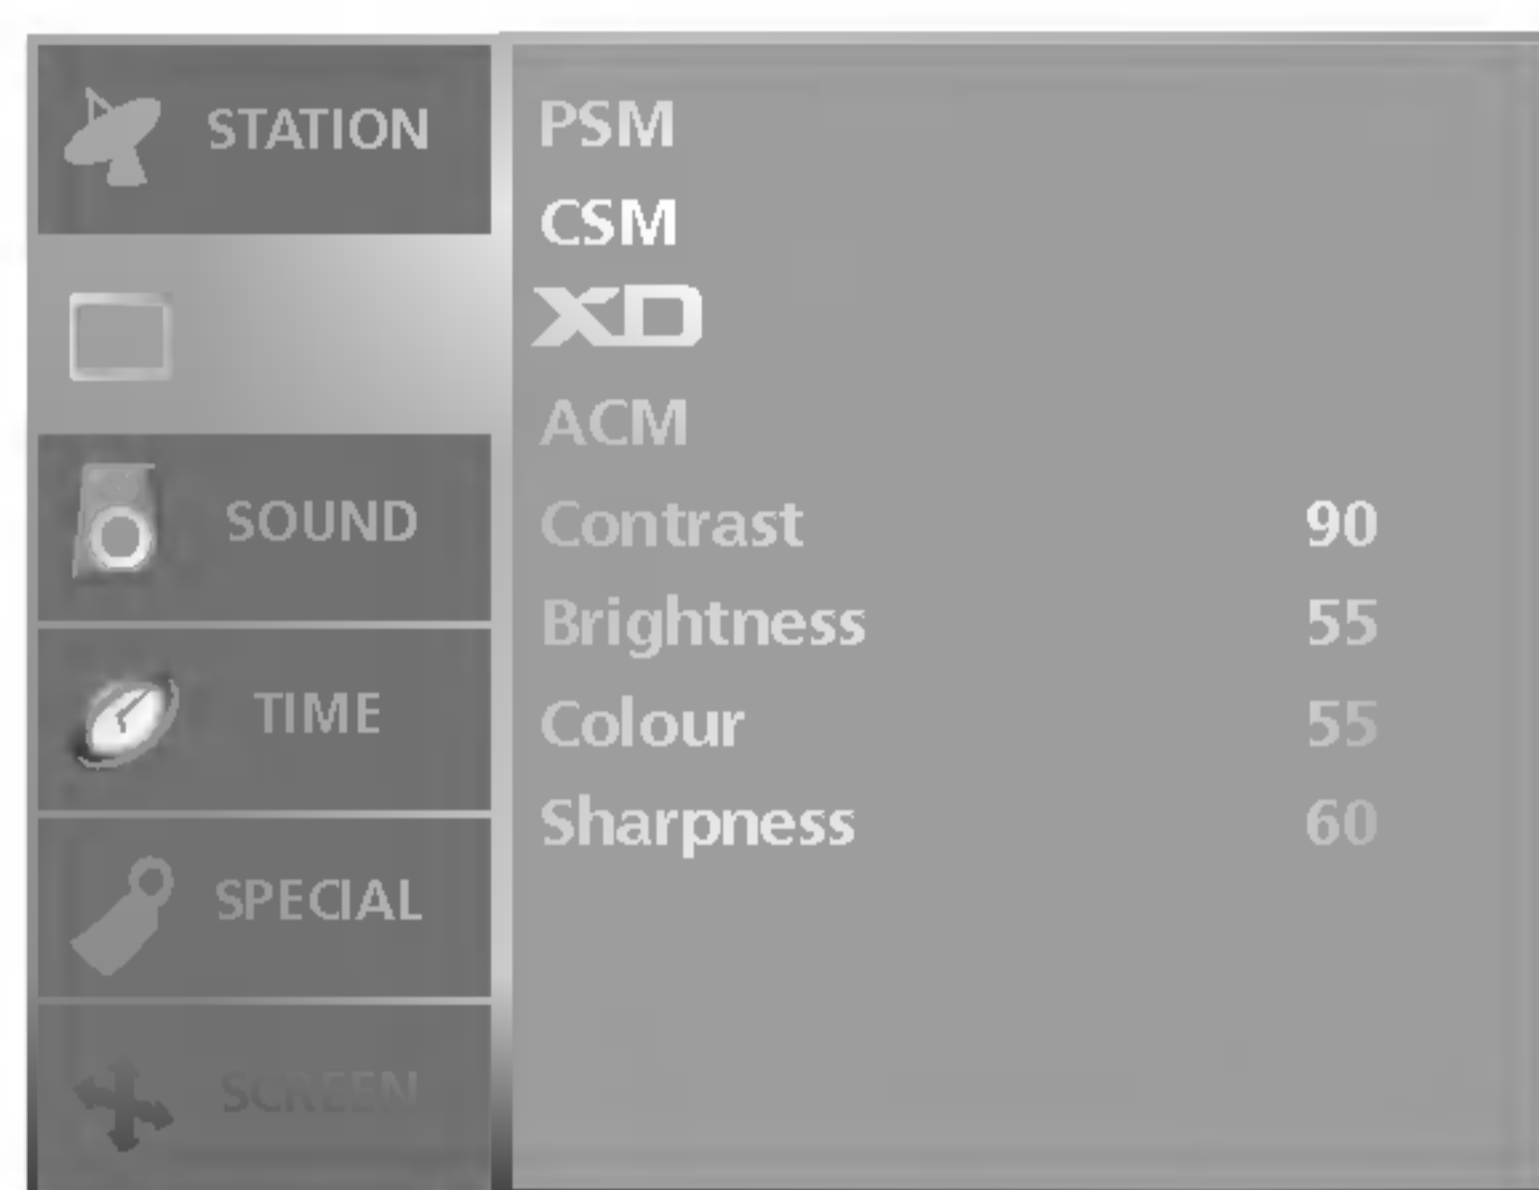 STATION
SOUND
TIME
SPECIAL
SCREEN
PSM
CSM
XD
ACM
Contrast 90
Brightness 55
Colour 55
Sharpness 60